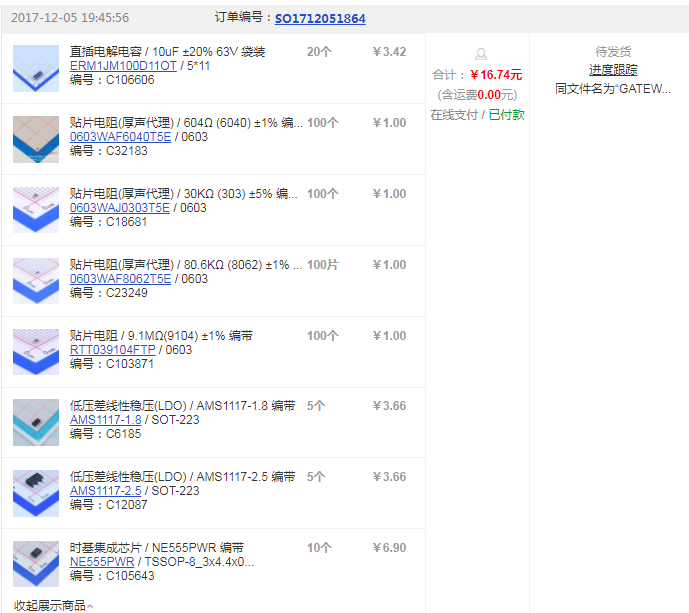 2017-12-05 19:45:56 订单编号：SO1712051864
直插电解电容 / 10uF ±20% 63V 袋装 20个 ￥3.42
ERM1JM100D11OT / 5*11
编号：C106606
贴片电阻(厚声代理) / 604Ω (6040) ±1% 编... 100个 ￥1.00
0603WAF6040T5E / 0603
编号：C32183
贴片电阻(厚声代理) / 30KΩ (303) ±5% 编... 100个 ￥1.00
0603WAJ0303T5E / 0603
编号：C18681
贴片电阻(厚声代理) / 80.6KΩ (8062) ±1% ... 100片 ￥1.00
0603WAF8062T5E / 0603
编号：C23249
贴片电阻 / 9.1MΩ(9104) ±1% 编带 100个 ￥1.00
RTT039104FTP / 0603
编号：C103871
低压差线性稳压(LDO) / AMS1117-1.8 编带 5个 ￥3.66
AMS1117-1.8 / SOT-223
编号：C6185
低压差线性稳压(LDO) / AMS1117-2.5 编带 5个 ￥3.66
AMS1117-2.5 / SOT-223
编号：C12087
时基集成芯片 / NE555PWR 编带 10个 ￥6.90
NE555PWR / TSSOP-8_3x4.4x0...
编号：C105643
收起展示商品
合计：￥16.74元
(含运费0.00元)
在线支付 / 已付款
待发货
进度跟踪
同文件名为“GATEW...